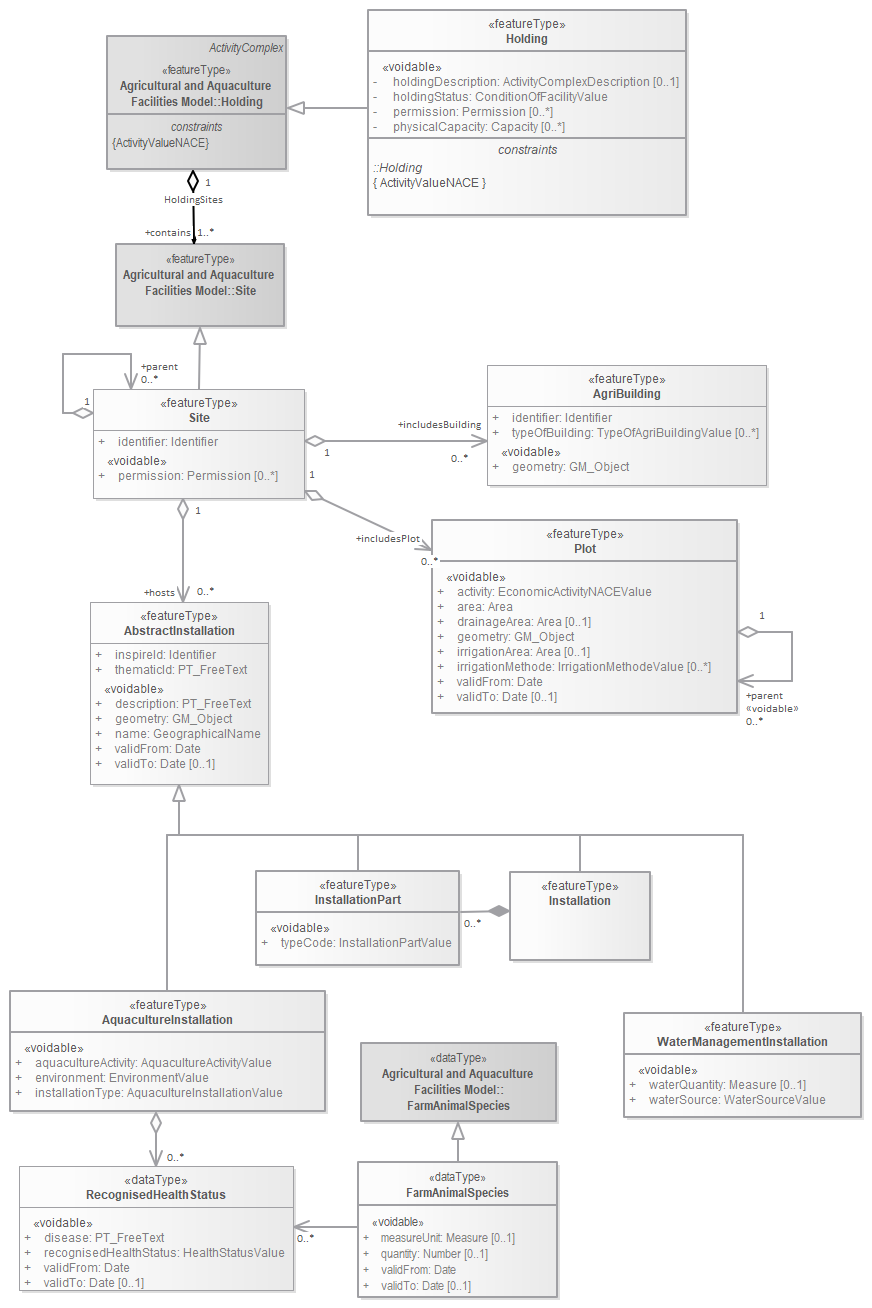 «featureType»
Holding
«voidable»
- holdingDescription: ActivityComplexDescription [0..1]
- holdingStatus: ConditionOfFacilityValue
- permission: Permission [0..*]
- physicalCapacity: Capacity [0..*]
constraints
::Holding
{ ActivityValueNACE }
ActivityComplex
«featureType»
Agricultural and Aquaculture
Facilities Model::Holding
constraints
{ActivityValueNACE}
1
HoldingSites
+contains 1..*
«featureType»
Agricultural and Aquaculture
Facilities Model::Site
+parent
0..*
1
«featureType»
Site
+ identifier: Identifier
«voidable»
+ permission: Permission [0..*]
+includesBuilding
1
0..*
«featureType»
AgriBuilding
+ identifier: Identifier
+ typeOfBuilding: TypeOfAgriBuildingValue [0..*]
«voidable»
+ geometry: GM_Object
1
+includesPlot
0..*
«featureType»
Plot
«voidable»
+ activity: EconomicActivityNACEValue
+ area: Area
+ drainageArea: Area [0..1]
+ geometry: GM_Object
+ irrigationArea: Area [0..1]
+ irrigationMethode: IrrigationMethodeValue [0..*]
+ validFrom: Date
+ validTo: Date [0..1]
1
+parent
«voidable»
0..*
1
+hosts 0..*
«featureType»
AbstractInstallation
+ inspireId: Identifier
+ thematicId: PT_FreeText
«voidable»
+ description: PT_FreeText
+ geometry: GM_Object
+ name: GeographicalName
+ validFrom: Date
+ validTo: Date [0..1]
«featureType»
InstallationPart
«voidable»
+ typeCode: InstallationPartValue
0..*
«featureType»
Installation
«featureType»
AquacultureInstallation
«voidable»
+ aquacultureActivity: AquacultureActivityValue
+ environment: EnvironmentValue
+ installationType: AquacultureInstallationValue
«featureType»
WaterManagementInstallation
«voidable»
+ waterQuantity: Measure [0..1]
+ waterSource: WaterSourceValue
«dataType»
Agricultural and Aquaculture
Facilities Model::
FarmAnimalSpecies
0..*
«dataType»
RecognisedHealthStatus
«voidable»
+ disease: PT_FreeText
+ recognisedHealthStatus: HealthStatusValue
+ validFrom: Date
+ validTo: Date [0..1]
0..*
«dataType»
FarmAnimalSpecies
«voidable»
+ measureUnit: Measure [0..1]
+ quantity: Number [0..1]
+ validFrom: Date
+ validTo: Date [0..1]